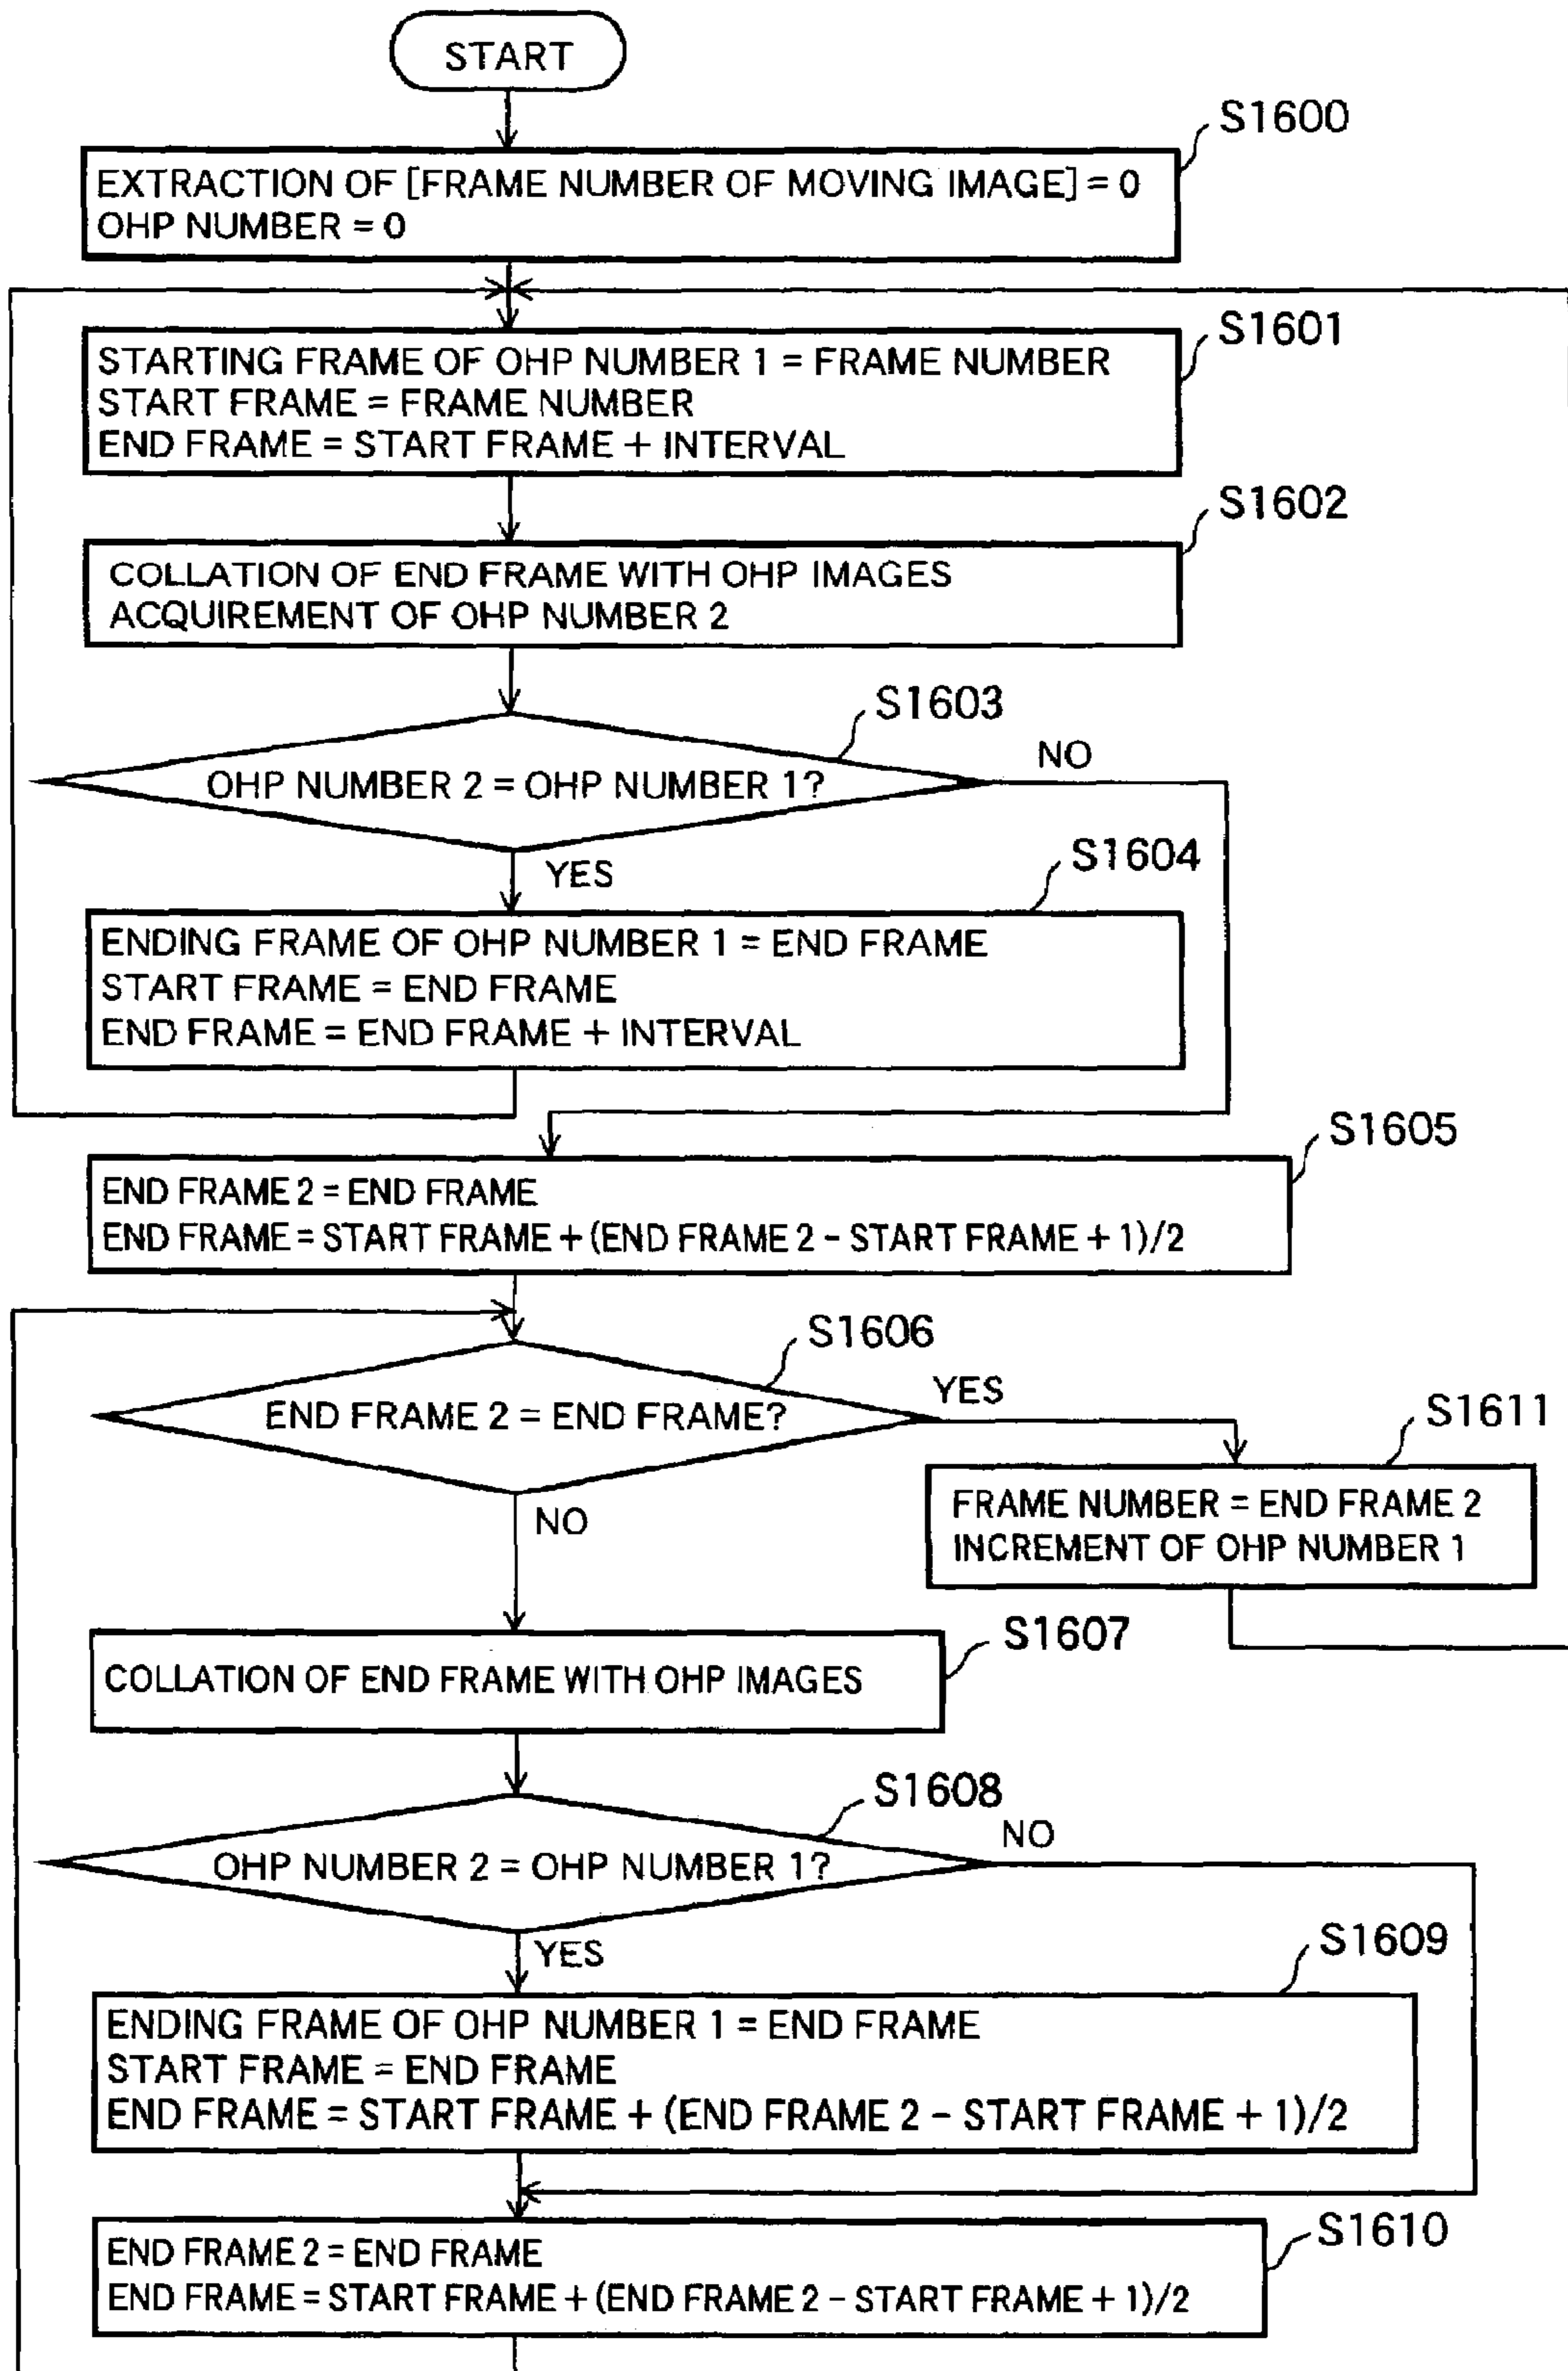 START
S1600
EXTRACTION OF [FRAME NUMBER OF MOVING IMAGE] = 0
OHP NUMBER = 0
S1601
STARTING FRAME OF OHP NUMBER 1 = FRAME NUMBER
START FRAME = FRAME NUMBER
END FRAME = START FRAME + INTERVAL
S1602
COLLATION OF END FRAME WITH OHP IMAGES
ACQUIREMENT OF OHP NUMBER 2
S1603
OHP NUMBER 2 = OHP NUMBER 1?
NO
YES
S1604
ENDING FRAME OF OHP NUMBER 1 = END FRAME
START FRAME = END FRAME
END FRAME = END FRAME + INTERVAL
S1605
END FRAME 2 = END FRAME
END FRAME = START FRAME + (END FRAME 2 - START FRAME + 1)/2
S1606
END FRAME 2 = END FRAME?
YES
NO
S1611
FRAME NUMBER = END FRAME 2
INCREMENT OF OHP NUMBER 1
S1607
COLLATION OF END FRAME WITH OHP IMAGES
S1608
OHP NUMBER 2 = OHP NUMBER 1?
NO
YES
S1609
ENDING FRAME OF OHP NUMBER 1 = END FRAME
START FRAME = END FRAME
END FRAME = START FRAME + (END FRAME 2 - START FRAME + 1)/2
S1610
END FRAME 2 = END FRAME
END FRAME = START FRAME + (END FRAME 2 - START FRAME + 1)/2